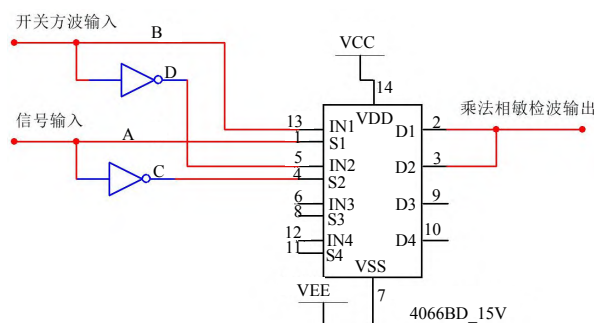 开关方波输入
B
D
信号输入
A
C
VCC
14
VDD
13
IN1
1
S1
5
IN2
4
S2
6
IN3
8
S3
12
IN4
11
S4
D1
2
D2
3
D3
9
D4
10
VSS
7
VEE
4066BD_15V
乘法相敏检波输出